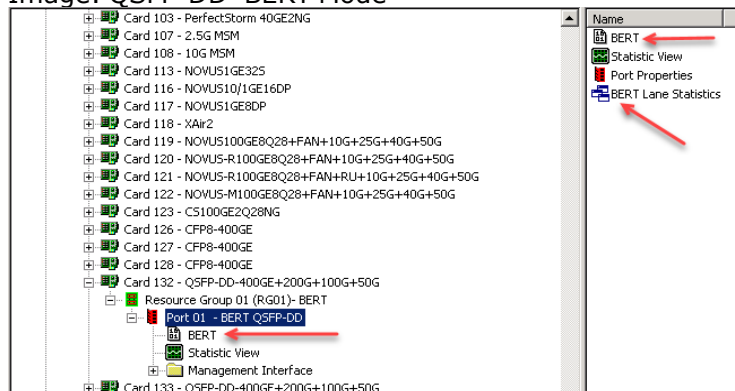 Image: QSFP-DD-BERT Mode
Card 103 - PerfectStorm 40GE2NG
Card 107 - 2.5G MSM
Card 108 - 10G MSM
Card 113 - NOVUS1GE32S
Card 116 - NOVUS10/1GE16DP
Card 117 - NOVUS1GE8DP
Card 118 - XAir2
Card 119 - NOVUS100GE8Q28+FAN+10G+25G+40G+50G
Card 120 - NOVUS-R100GE8Q28+FAN+10G+25G+40G+50G
Card 121 - NOVUS-R100GE8Q28+FAN+RU+10G+25G+40G+50G
Card 122 - NOVUS-M100GE8Q28+FAN+10G+25G+40G+50G
Card 123 - CS100GE2Q28NG
Card 126 - CFP8-400GE
Card 127 - CFP8-400GE
Card 128 - CFP8-400GE
Card 132 - QSFP-DD-400GE+200G+100G+50G
Resource Group 01 (RG01)- BERT
Port 01 - BERT QSFP-DD
BERT
Statistic View
Management Interface
Card 133 - QSFP-DD-400GE+200G+100G+50G
Name
BERT
Statistic View
Port Properties
BERT Lane Statistics